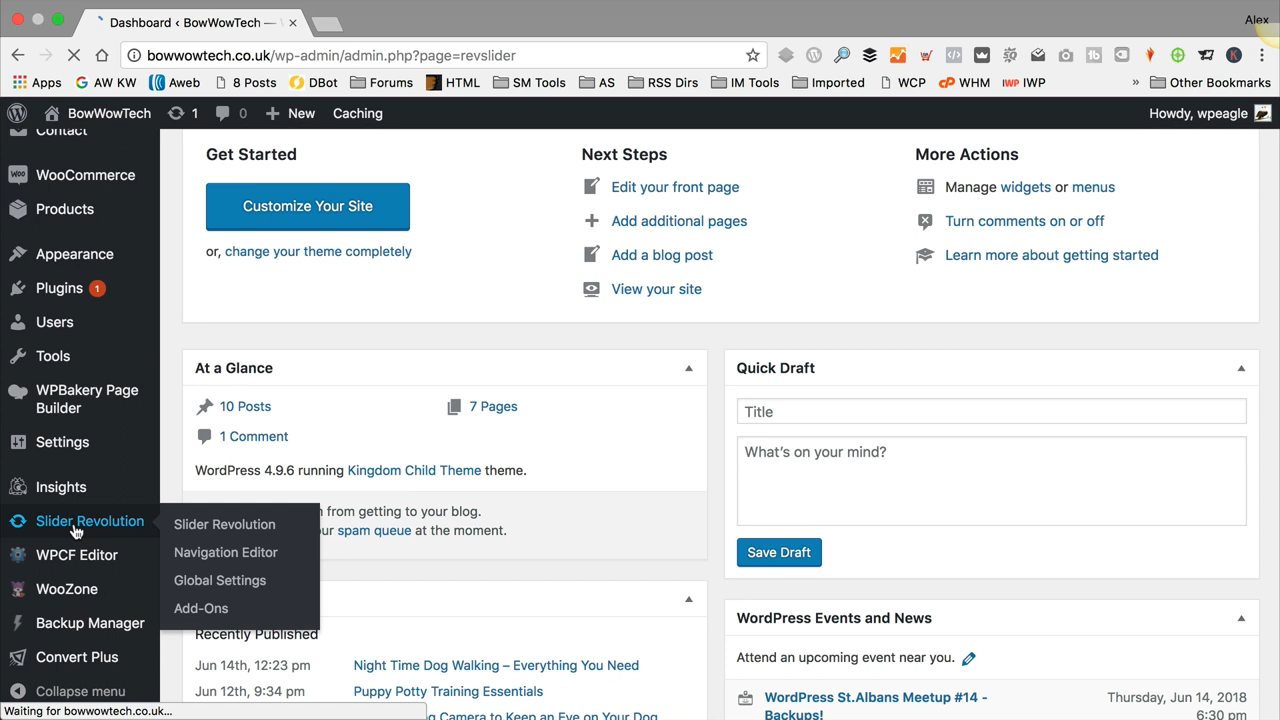 Dashboard ‹ BowWowTech —
Alex
bowwowtech.co.uk/wp-admin/admin.php?page=revslider
Apps AW KW Aweb 8 Posts DBot Forums HTML SM Tools AS RSS Dirs IM Tools Imported WCP WHM IWP IWP » Other Bookmarks
BowWowTech 1 0 New Caching Howdy, wpeagle
Contact
WooCommerce
Products
Appearance
Plugins 1
Users
Tools
WPBakery Page
Builder
Settings
Insights
Slider Revolution
WPCF Editor
WooZone
Backup Manager
Convert Plus
Collapse menu
Slider Revolution
Navigation Editor
Global Settings
Add-Ons
Get Started
Customize Your Site
or, change your theme completely
Next Steps
Edit your front page
Add additional pages
Add a blog post
View your site
More Actions
Manage widgets or menus
Turn comments on or off
Learn more about getting started
At a Glance
10 Posts 7 Pages
1 Comment
WordPress 4.9.6 running Kingdom Child Theme theme.
from getting to your blog.
ur spam queue at the moment.
Recently Published
Jun 14th, 12:23 pm Night Time Dog Walking – Everything You Need
Jun 12th, 9:34 pm Puppy Potty Training Essentials
g Camera to Keep an Eye on Your Dog
Quick Draft
Title
What's on your mind?
Save Draft
WordPress Events and News
Attend an upcoming event near you.
WordPress St.Albans Meetup #14 -
Backups!
Thursday, Jun 14, 2018
6:30 pm
Waiting for bowwowtech.co.uk...